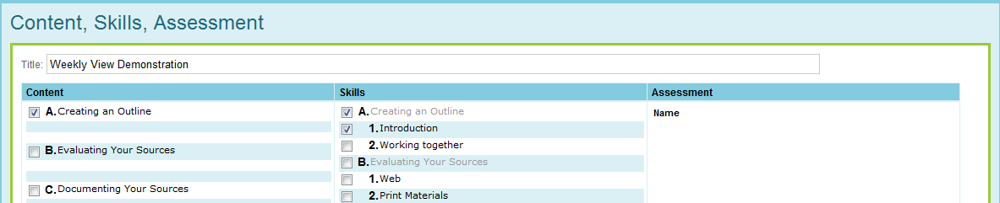 Content, Skills, Assessment
Title: Weekly View Demonstration
Content Skills Assessment
A. Creating an Outline
B. Evaluating Your Sources
C. Documenting Your Sources
A. Creating an Outline
1. Introduction
2. Working together
B. Evaluating Your Sources
1. Web
2. Print Materials
Name